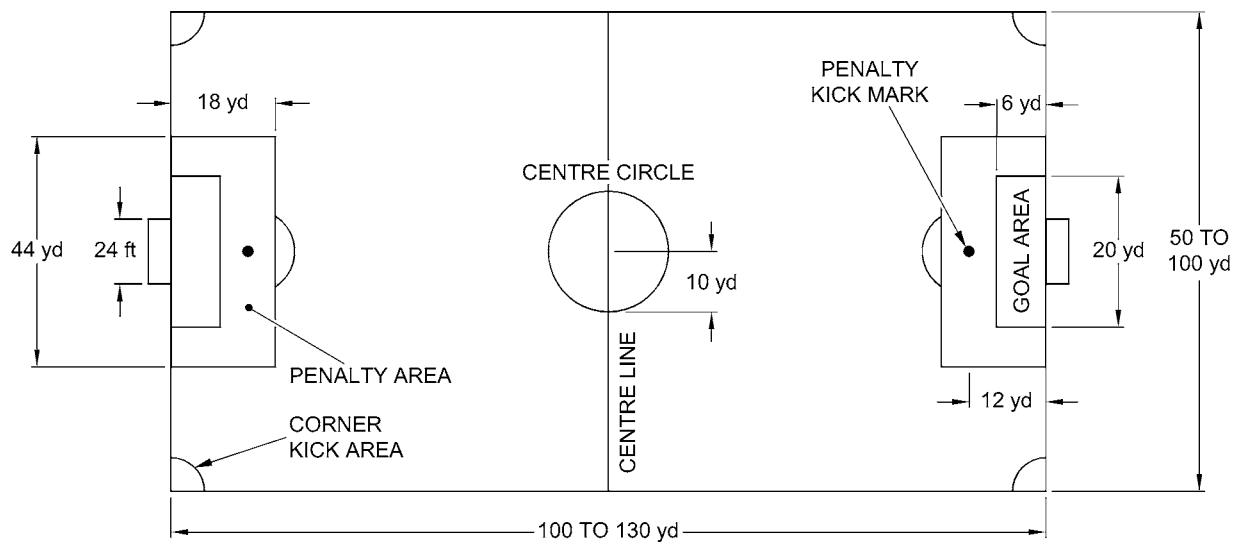 PENALTY
KICK MARK
18 yd
6 yd
CENTRE CIRCLE
44 yd
24 ft
10 yd
GOAL AREA
20 yd
50 TO
100 yd
PENALTY AREA
CENTRE LINE
12 yd
CORNER
KICK AREA
100 TO 130 yd